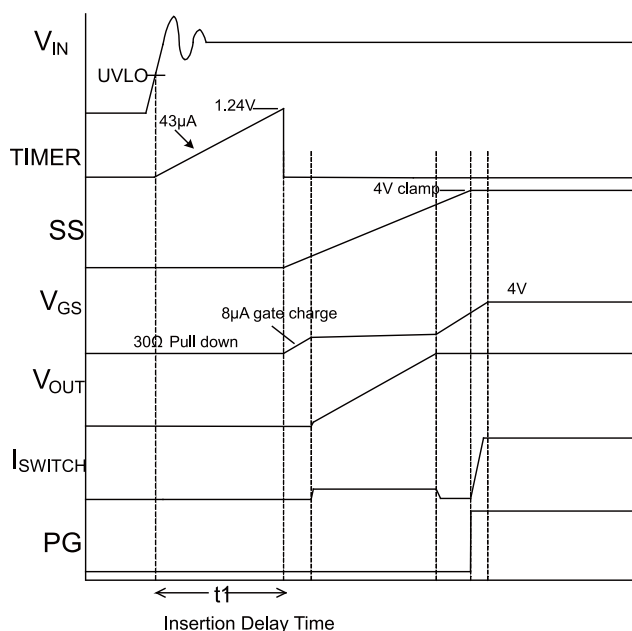 VIN
UVLO
1.24V
43µA
TIMER
4V clamp
SS
VGS
4V
8µA gate charge
30Ω Pull down
VOUT
ISWITCH
PG
t1
Insertion Delay Time